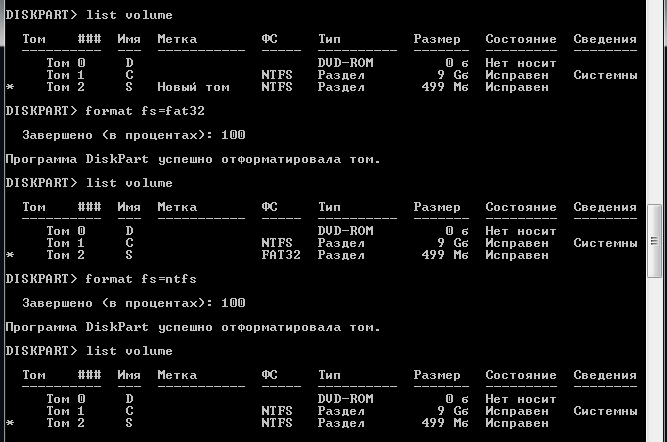 DISKPART> list volume
Том ### Имя Метка ФС Тип Размер Состояние Сведения
Том 0 D DVD-ROM 0 б Нет носит
Том 1 C NTFS Раздел 9 Gб Исправен Системны
* Том 2 S Новый том NTFS Раздел 499 Mб Исправен
DISKPART> format fs=fat32
Завершено (в процентах): 100
Программа DiskPart успешно отформатировала том.
DISKPART> list volume
Том ### Имя Метка ФС Тип Размер Состояние Сведения
Том 0 D DVD-ROM 0 б Нет носит
Том 1 C NTFS Раздел 9 Gб Исправен Системны
* Том 2 S FAT32 Раздел 499 Mб Исправен
DISKPART> format fs=ntfs
Завершено (в процентах): 100
Программа DiskPart успешно отформатировала том.
DISKPART> list volume
Том ### Имя Метка ФС Тип Размер Состояние Сведения
Том 0 D DVD-ROM 0 б Нет носит
Том 1 C NTFS Раздел 9 Gб Исправен Системны
* Том 2 S NTFS Раздел 499 Mб Исправен